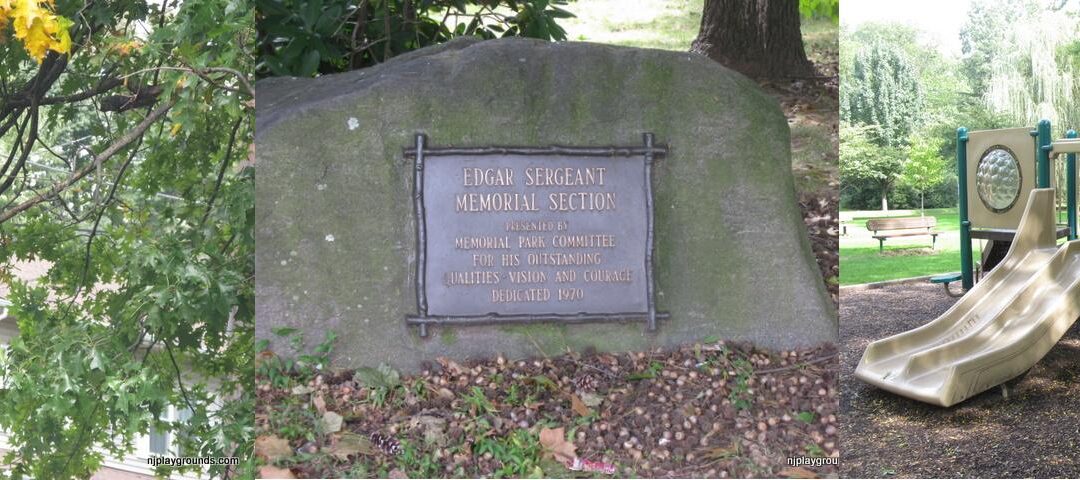 EDGAR SERGEANT
MEMORIAL SECTION
PRESENTED BY
MEMORIAL PARK COMMITTEE
FOR HIS OUTSTANDING
QUALITIES VISION AND COURAGE
DEDICATED 1970
njplaygrounds.com
njplaygrou